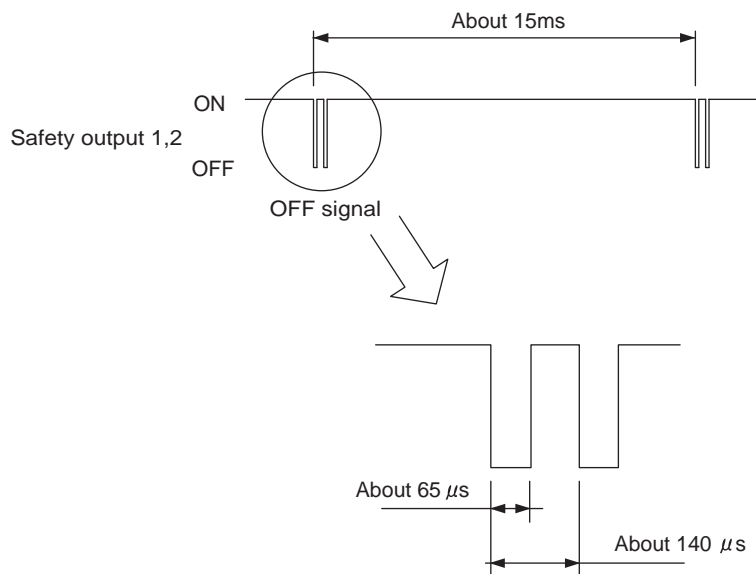 About 15ms
ON
Safety output 1,2
OFF
OFF signal
About 65 μs
About 140 μs